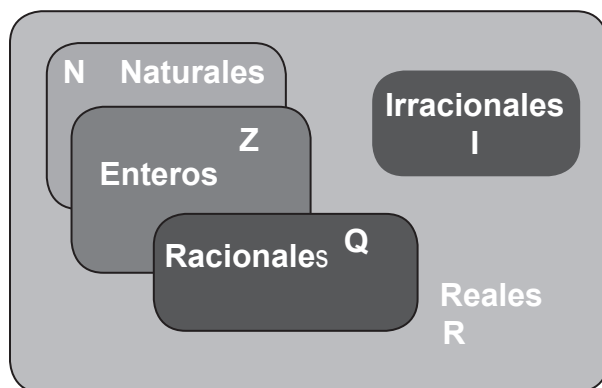 N Naturales
Z
Enteros
Racionales Q
Irracionales
I
Reales
R